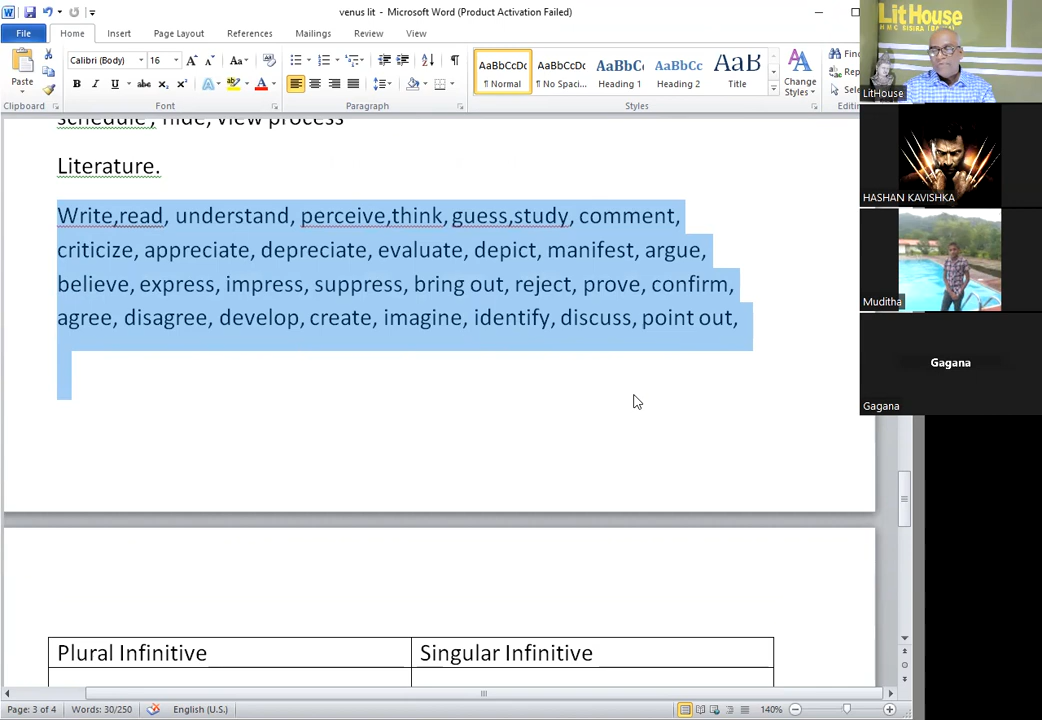 venus lit - Microsoft Word (Product Activation Failed)
File Home Insert Page Layout References Mailings Review View
Calibri (Body) 16 Aa
AaBbCcDc AaBbCcDc AaBbCc AaBbCc AaB
¶ Normal ¶ No Spaci... Heading 1 Heading 2 Title
Paste
Change Styles
Find
Clipboard Font Paragraph Styles
LitHouse
LitHouse
HASHAN KAVISHKA
Muditha
Gagana
Gagana
schedule , hide, view process
Literature.
Write,read, understand, perceive,think, guess,study, comment,
criticize, appreciate, depreciate, evaluate, depict, manifest, argue,
believe, express, impress, suppress, bring out, reject, prove, confirm,
agree, disagree, develop, create, imagine, identify, discuss, point out,
Plural Infinitive Singular Infinitive
Page: 3 of 4 Words: 30/250 English (U.S.) 140%